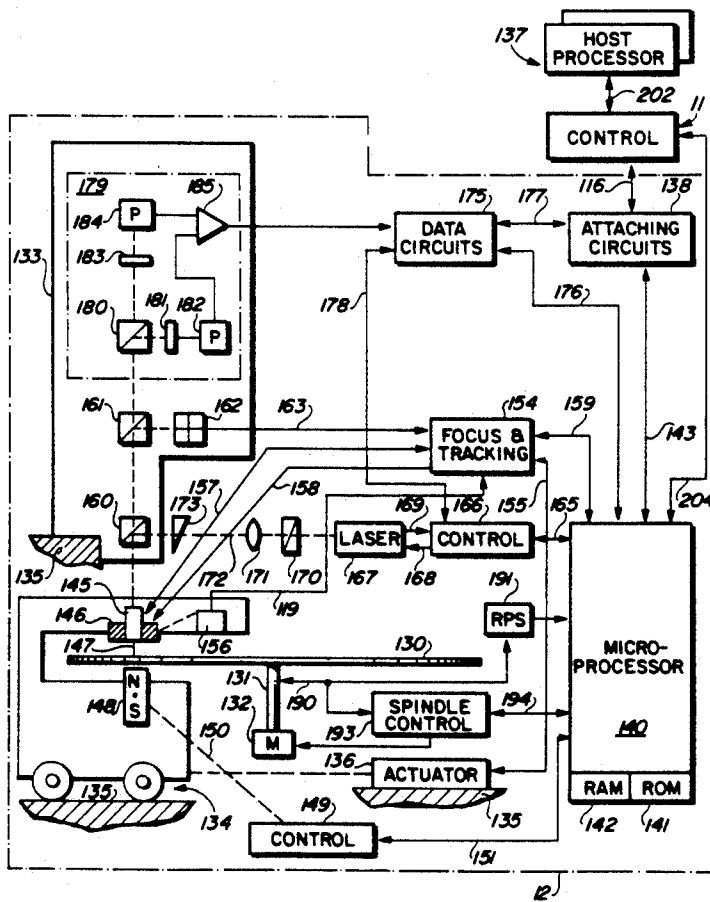 137
HOST
PROCESSOR
202
11
CONTROL
116
138
179
185
184
P
175
177
DATA
CIRCUITS
ATTACHING
CIRCUITS
183
133
178
176
181
182
180
P
161
162
163
154
159
FOCUS &
TRACKING
143
157
158
155
204
160
173
169
166
165
LASER
CONTROL
135
172
171
170
167
168
145
119
191
146
156
RPS
147
130
131
190
MICRO-
PROCESSOR
140
N
S
148
132
M
193
SPINDLE
CONTROL
194
150
136
ACTUATOR
135
134
135
RAM
ROM
149
142
141
CONTROL
151
12